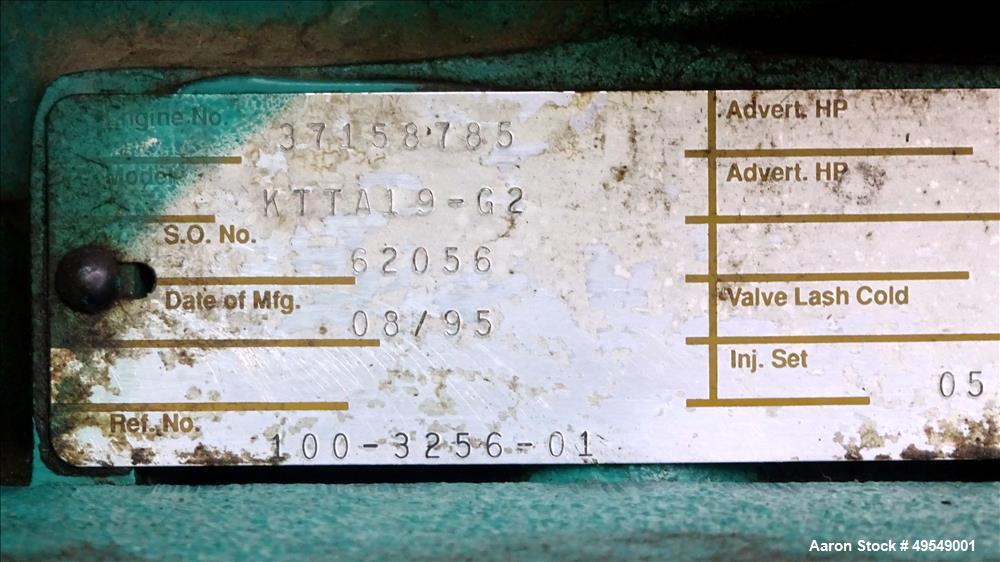 Engine No. 37158785
Model KTTA19-G2
S.O. No. 62056
Date of Mfg. 08/95
Ref. No. 100-3256-01
Advert. HP
Advert. HP
Valve Lash Cold
Inj. Set 05
Aaron Stock # 49549001